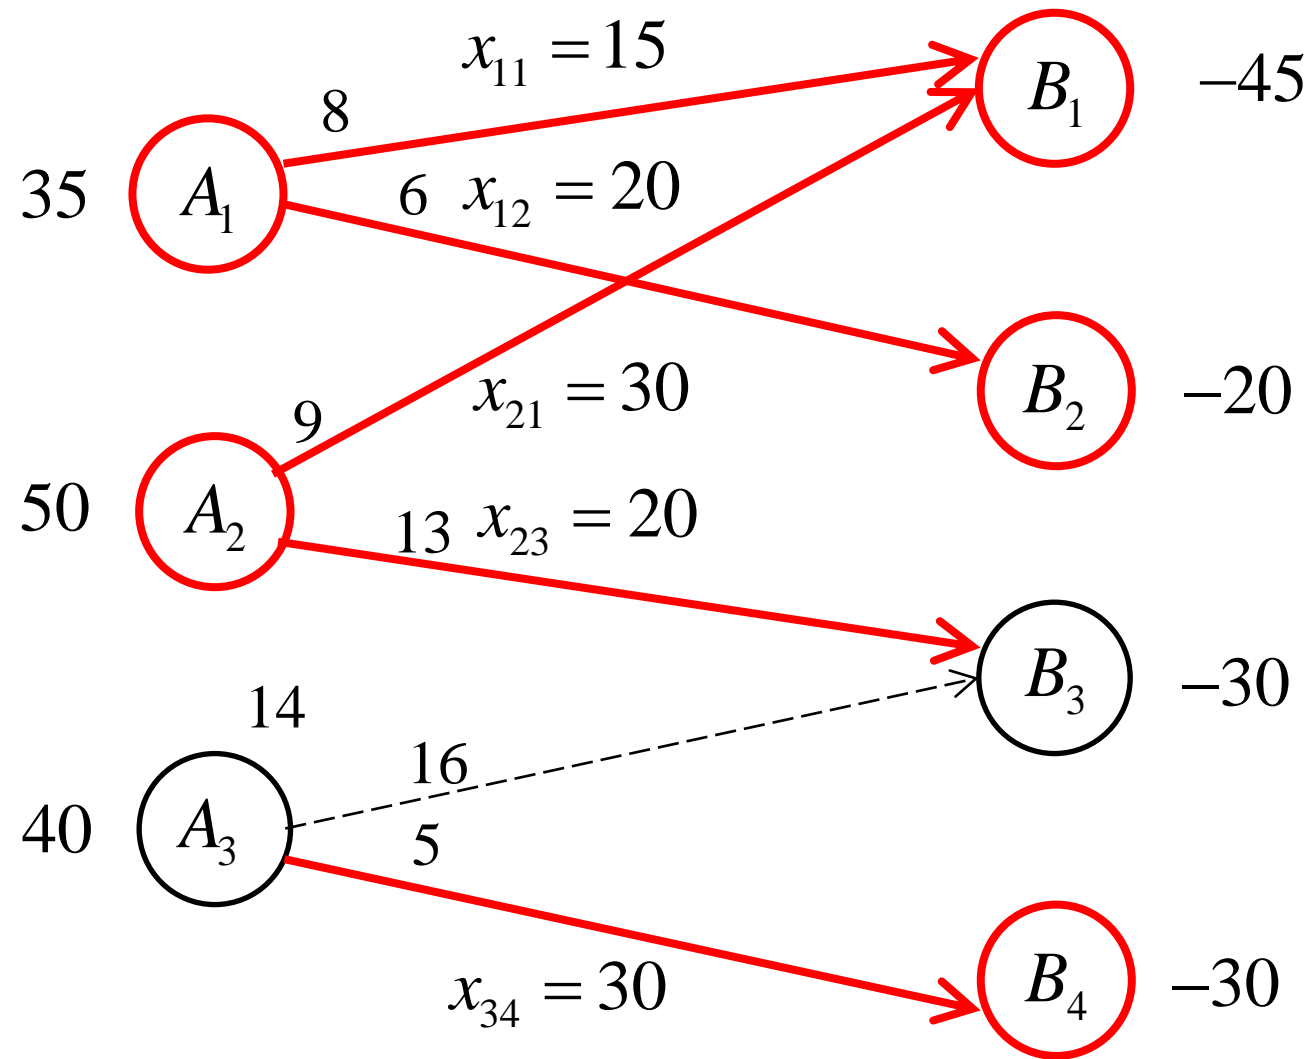 x₁₁ = 15
B₁
−45
8
35
A₁
6
x₁₂ = 20
x₂₁ = 30
B₂
−20
9
50
A₂
13
x₂₃ = 20
B₃
−30
14
16
40
A₃
5
x₃₄ = 30
B₄
−30